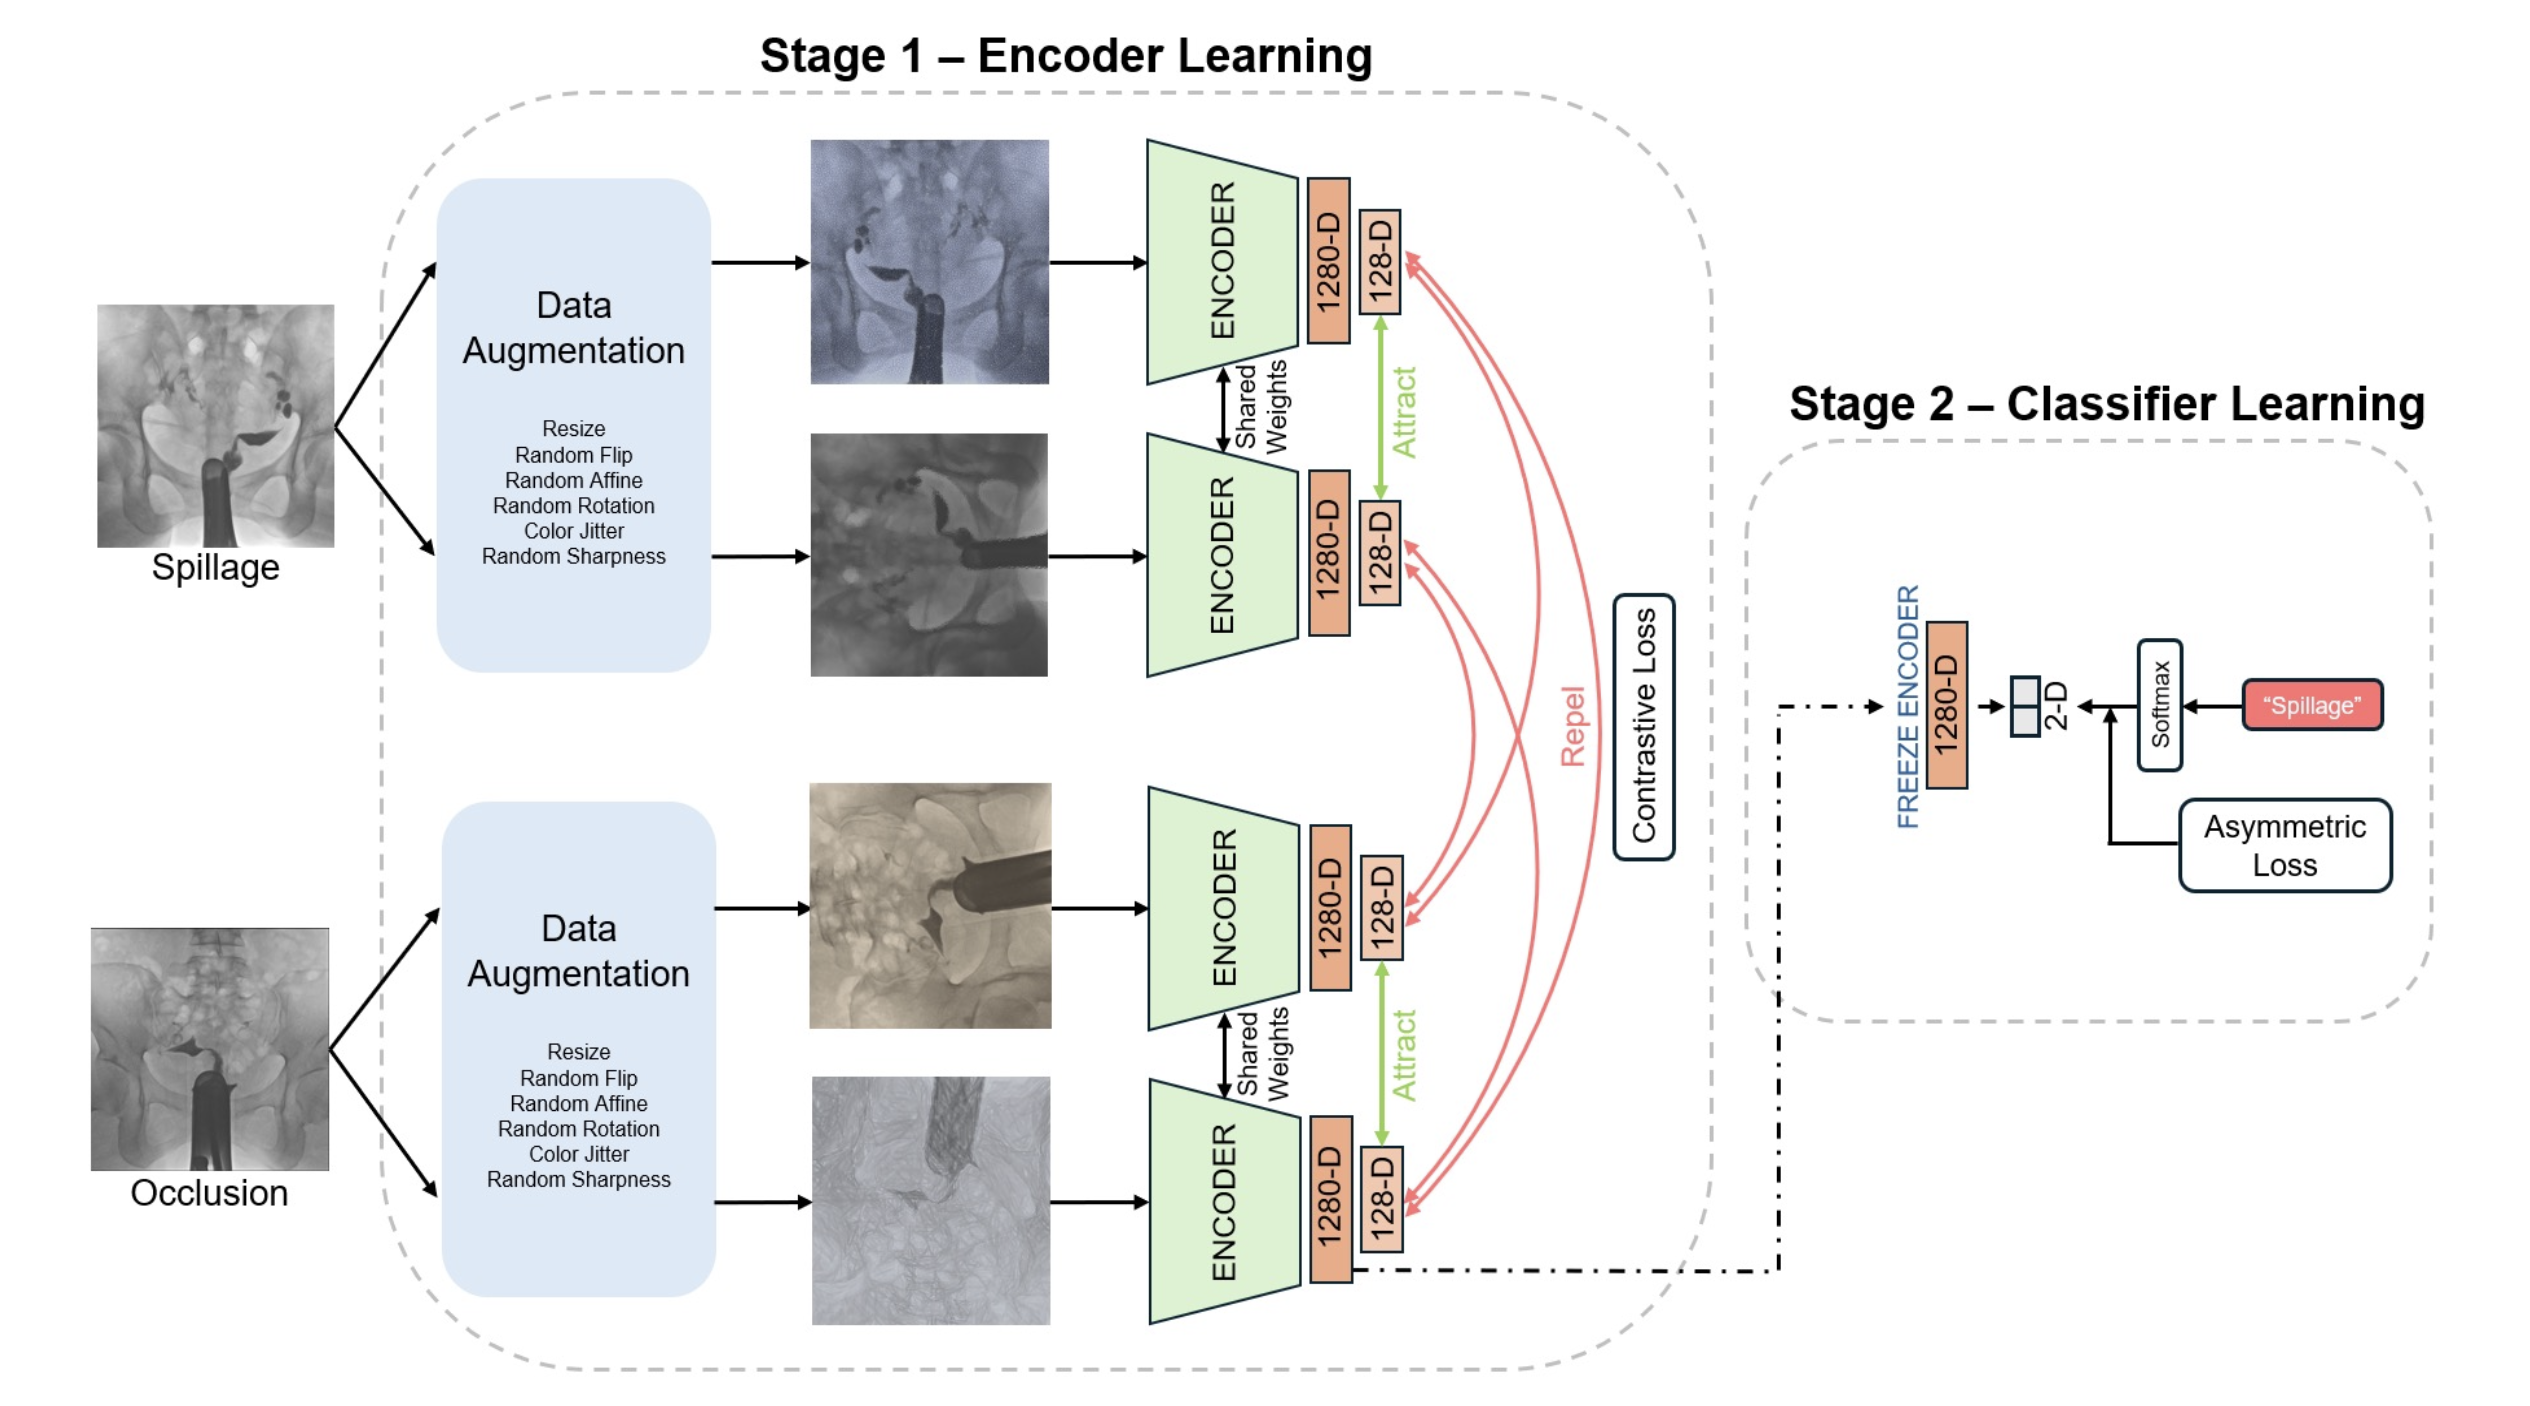 Stage 1 – Encoder Learning
Spillage
Data
Augmentation
Resize
Random Flip
Random Affine
Random Rotation
Color Jitter
Random Sharpness
ENCODER
1280-D
128-D
Shared
Weights
Attract
ENCODER
1280-D
128-D
Occlusion
Data
Augmentation
Resize
Random Flip
Random Affine
Random Rotation
Color Jitter
Random Sharpness
ENCODER
1280-D
128-D
Shared
Weights
Attract
ENCODER
1280-D
128-D
Repel
Contrastive Loss
Stage 2 – Classifier Learning
FREEZE ENCODER
1280-D
2-D
Softmax
“Spillage”
Asymmetric
Loss